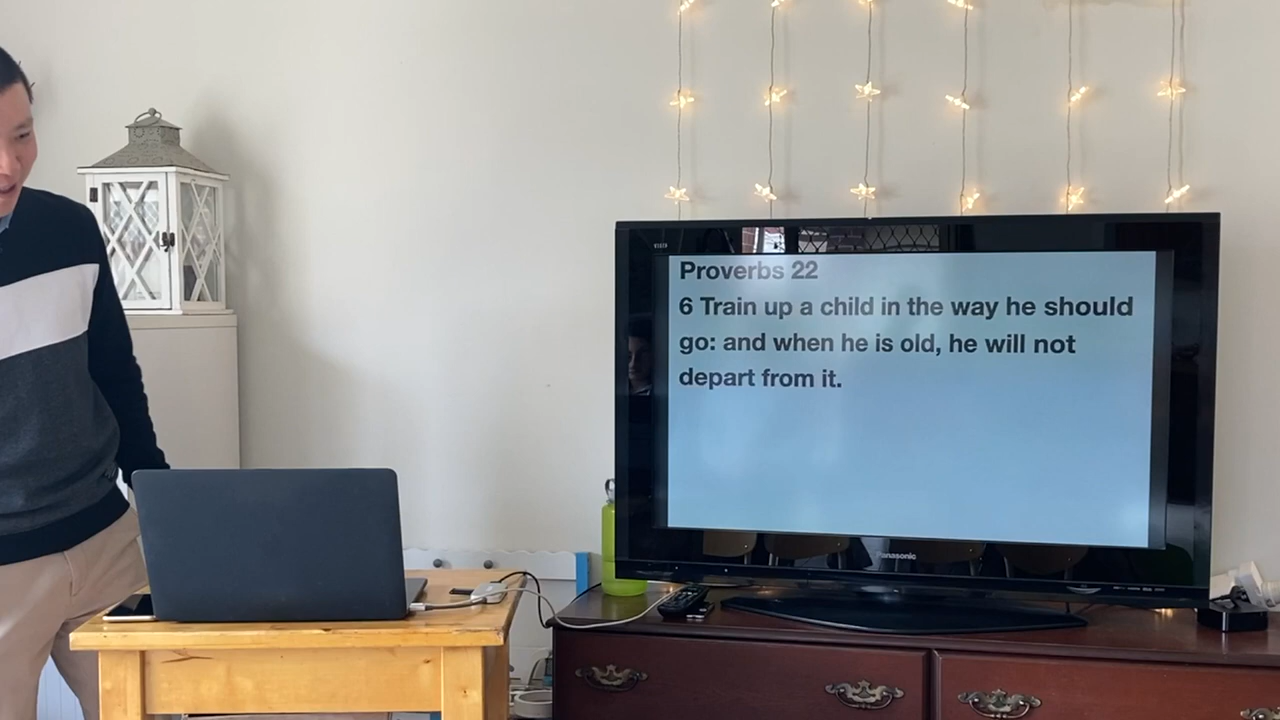 Proverbs 22
6 Train up a child in the way he should
go: and when he is old, he will not
depart from it.
Panasonic